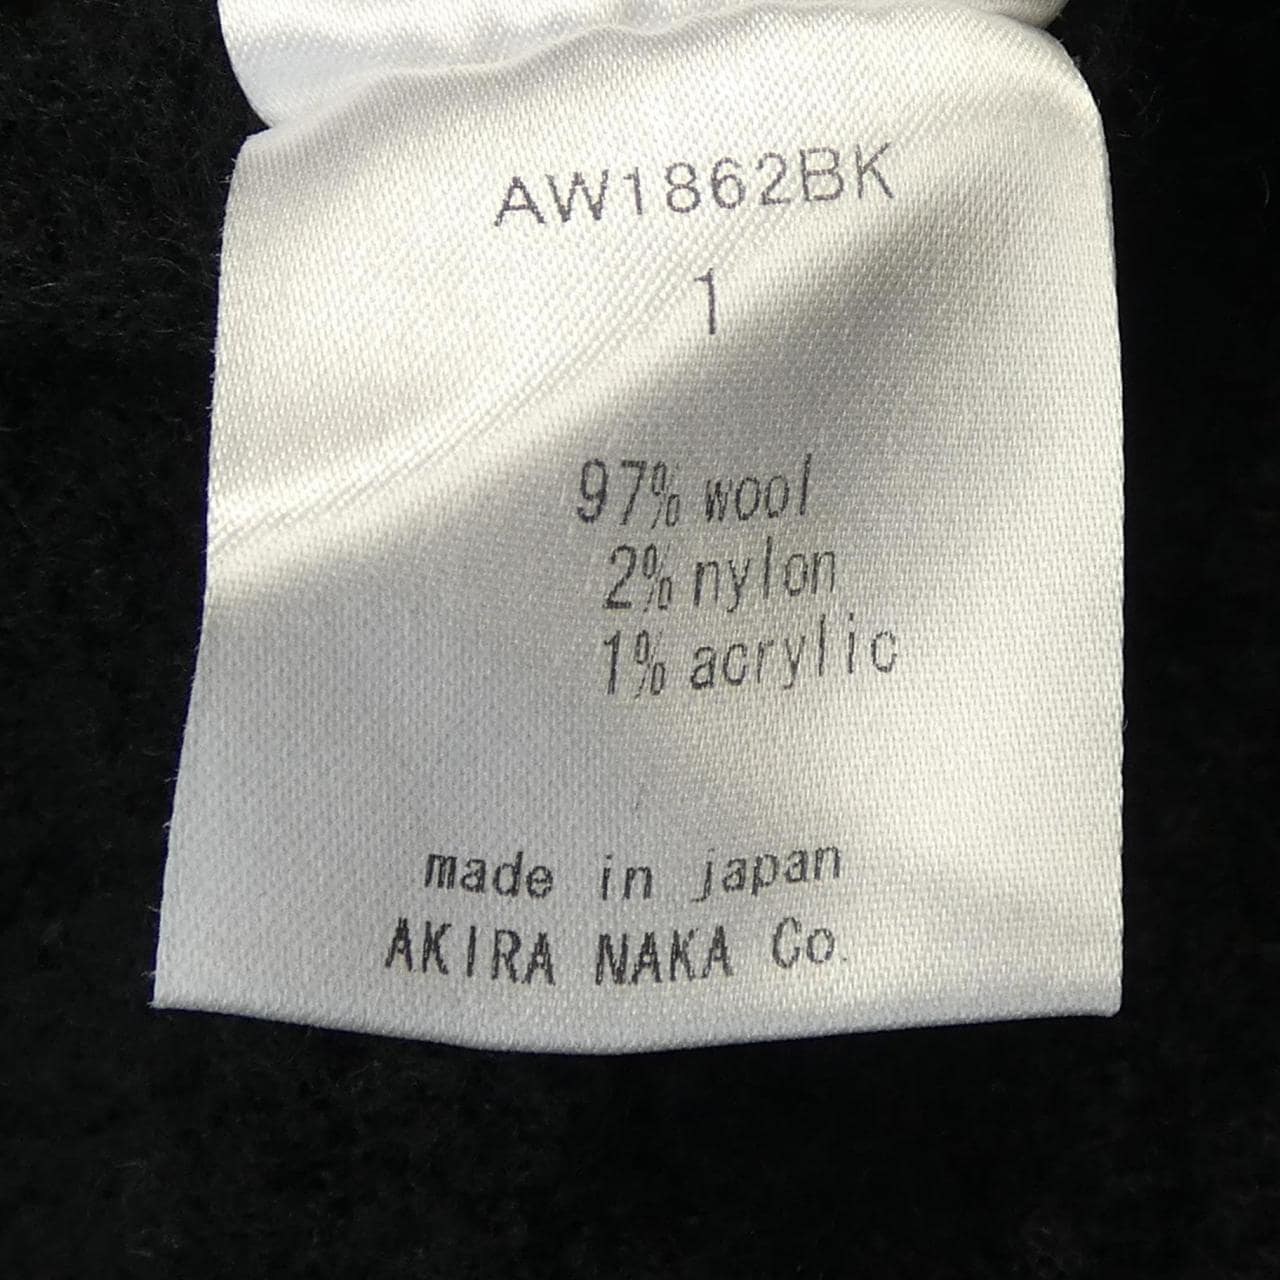 AW1862BK
1
97% wool
2% nylon
1% acrylic
made in japan
AKIRA NAKA Co.